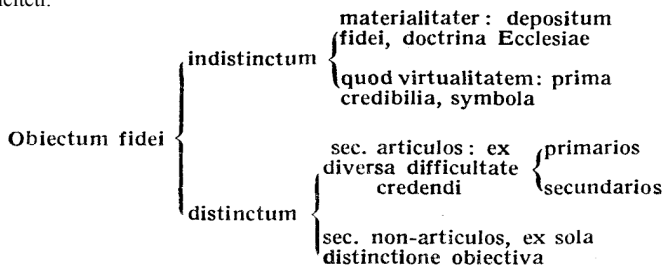 materialitater : depositum
fidei, doctrina Ecclesiae
indistinctum
quod virtualitatem: prima
credibilia, symbola
Obiectum fidei
sec. articulos : ex
diversa difficultate
credendi
primarios
secundarios
distinctum
sec. non-articulos, ex sola
distinctione obiectiva